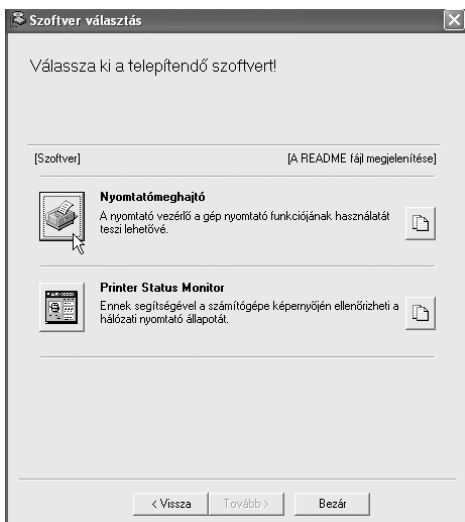 Szoftver választás
Válassza ki a telepítendő szoftvert!
[Szoftver] [A README fájl megjelenítése]
Nyomtatómeghajtó
A nyomtató vezérlő a gép nyomtató funkciójának használatát
teszi lehetővé.
Printer Status Monitor
Ennek segítségével a számítógépe képernyőjén ellenőrizheti a
hálózati nyomtató állapotát.
< Vissza Tovább > Bezár